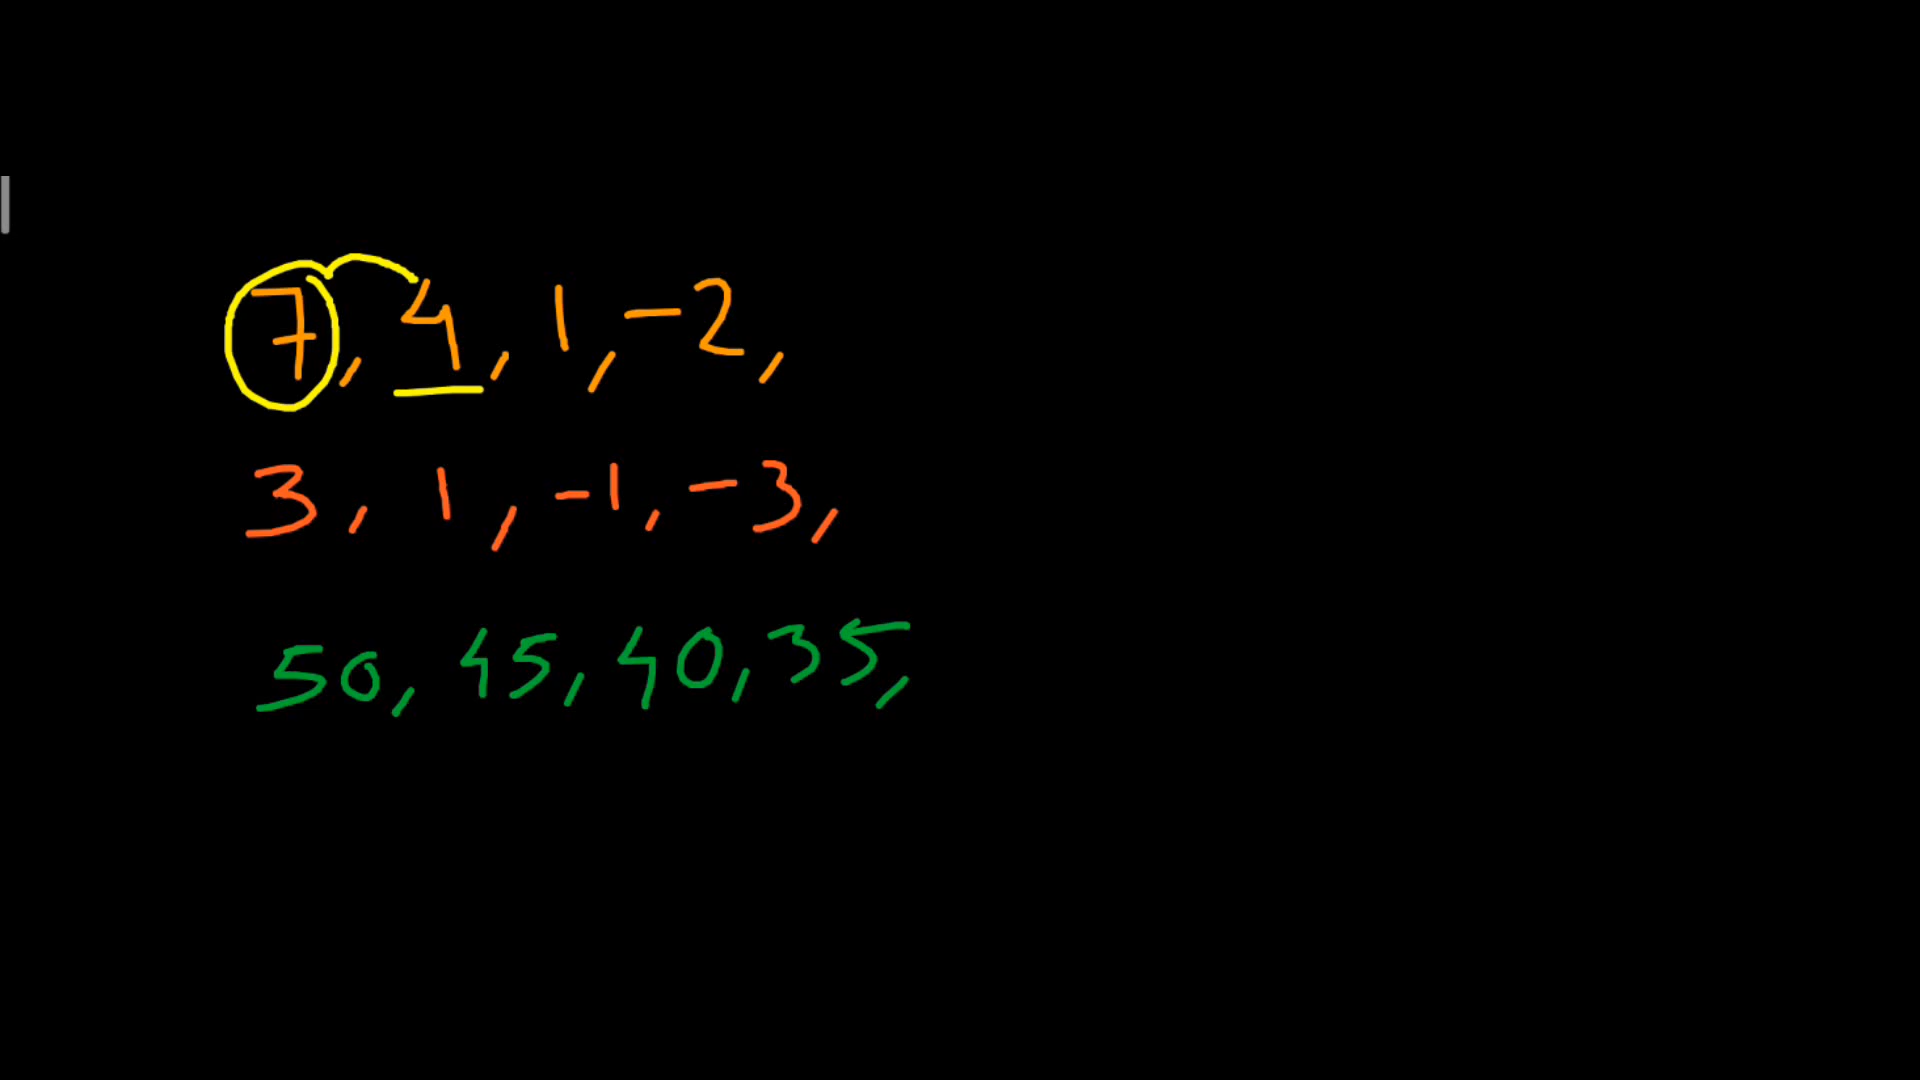 7, 4, 1, -2,
3, 1, -1, -3,
50, 45, 40, 35,